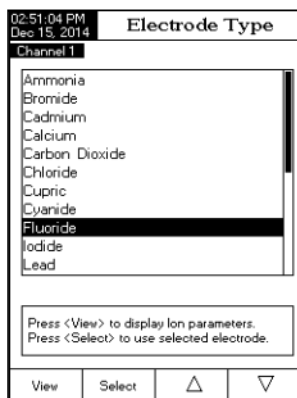 02:51:04 PM
Dec 15, 2014
Electrode Type
Channel 1
Ammonia
Bromide
Cadmium
Calcium
Carbon Dioxide
Chloride
Cupric
Cyanide
Fluoride
Iodide
Lead
Press <View> to display Ion parameters.
Press <Select> to use selected electrode.
View Select △ ▽